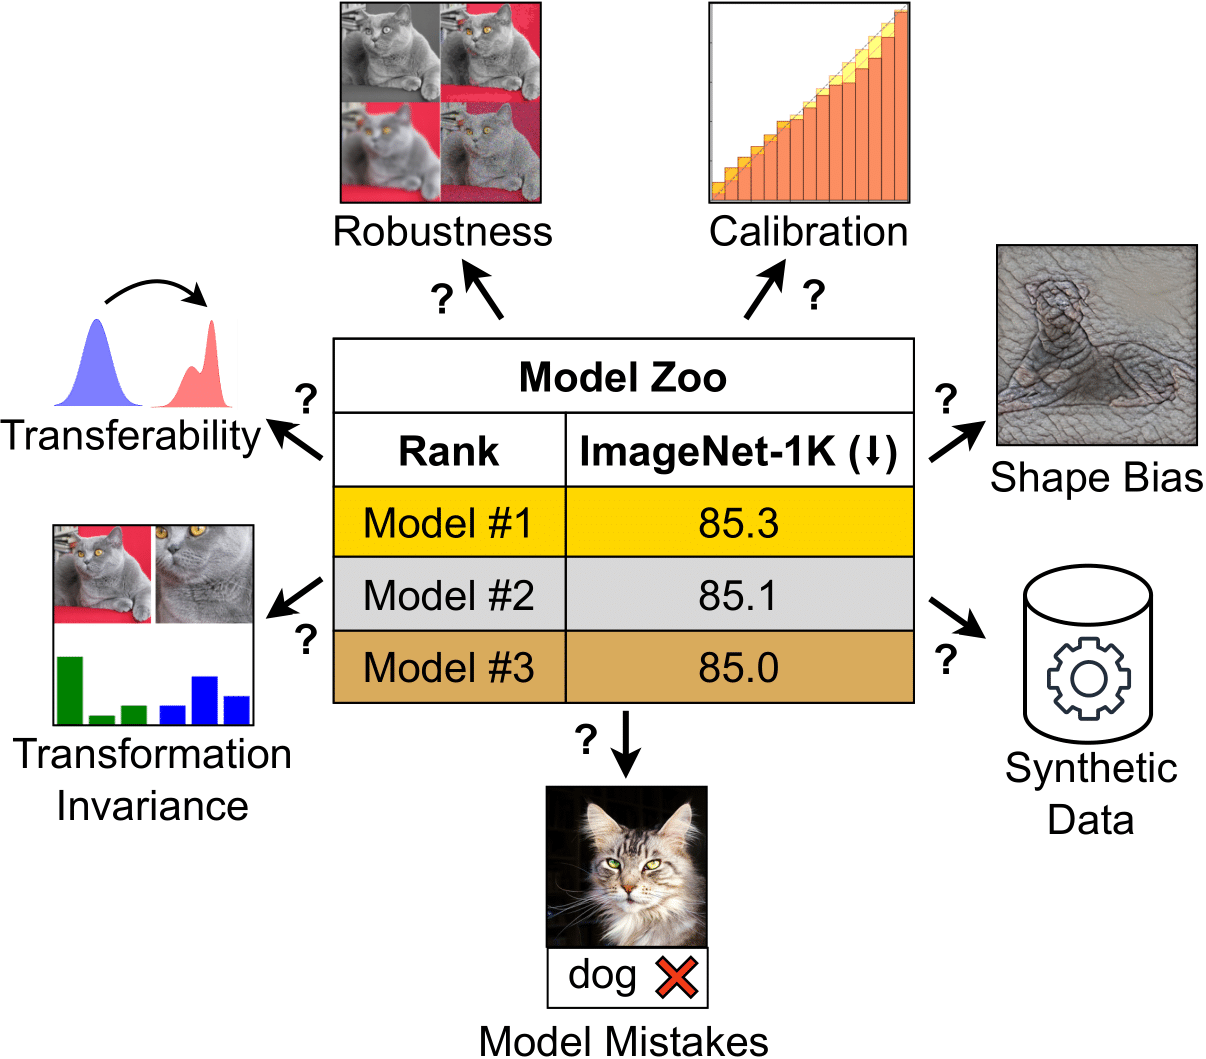 Robustness
Calibration
?
?
Model Zoo
?
?
Transferability
Rank
ImageNet-1K (⬇)
Shape Bias
Model #1
85.3
Model #2
85.1
Model #3
85.0
?
?
Transformation
Invariance
Synthetic
Data
?
dog
Model Mistakes